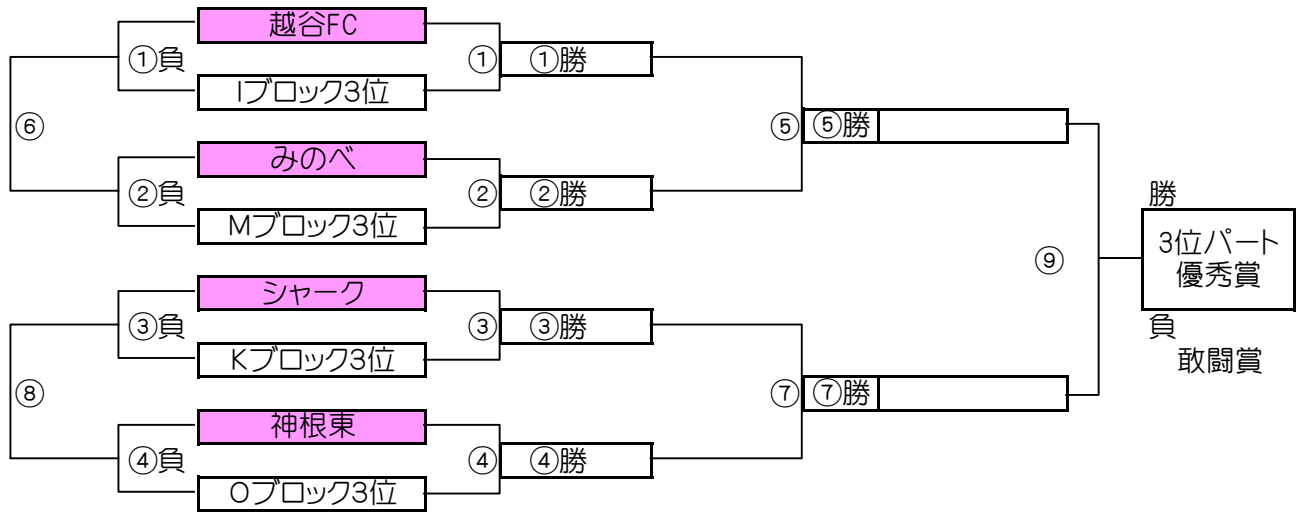 越谷FC
①負
①
①勝
Iブロック3位
⑥
⑤
⑤勝
みのべ
②負
②
②勝
Mブロック3位
勝
3位パート
優秀賞
⑨
シャーク
③負
③
③勝
負
敢闘賞
Kブロック3位
⑧
⑦
⑦勝
神根東
④負
④
④勝
Oブロック3位